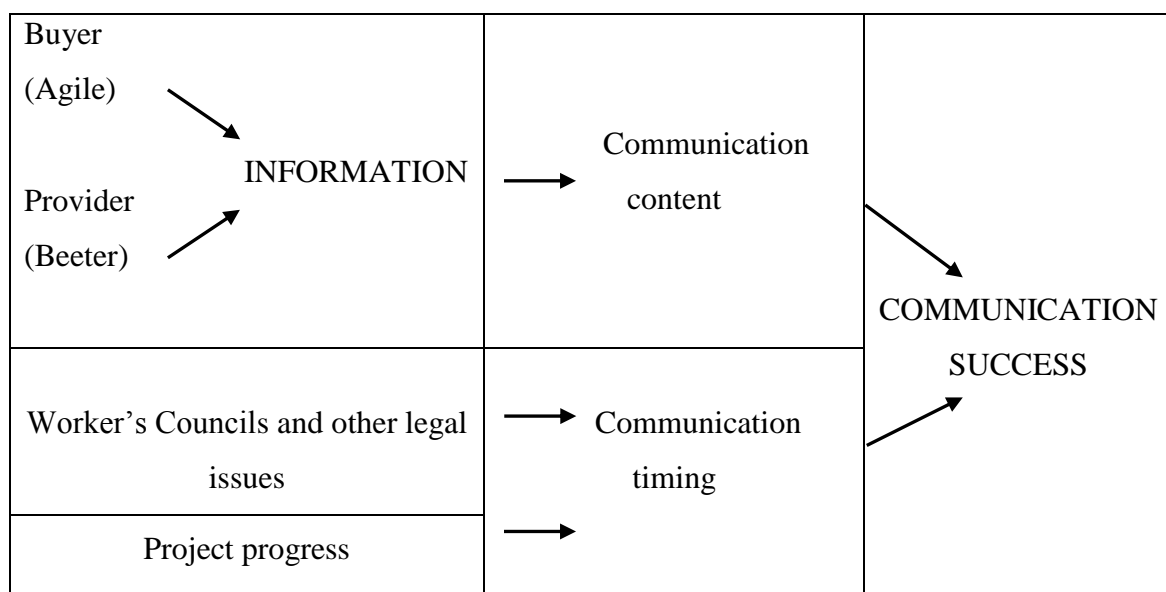 Buyer
(Agile)
INFORMATION
Provider
(Beeter)
Communication
content
COMMUNICATION
SUCCESS
Worker’s Councils and other legal
issues
Communication
timing
Project progress